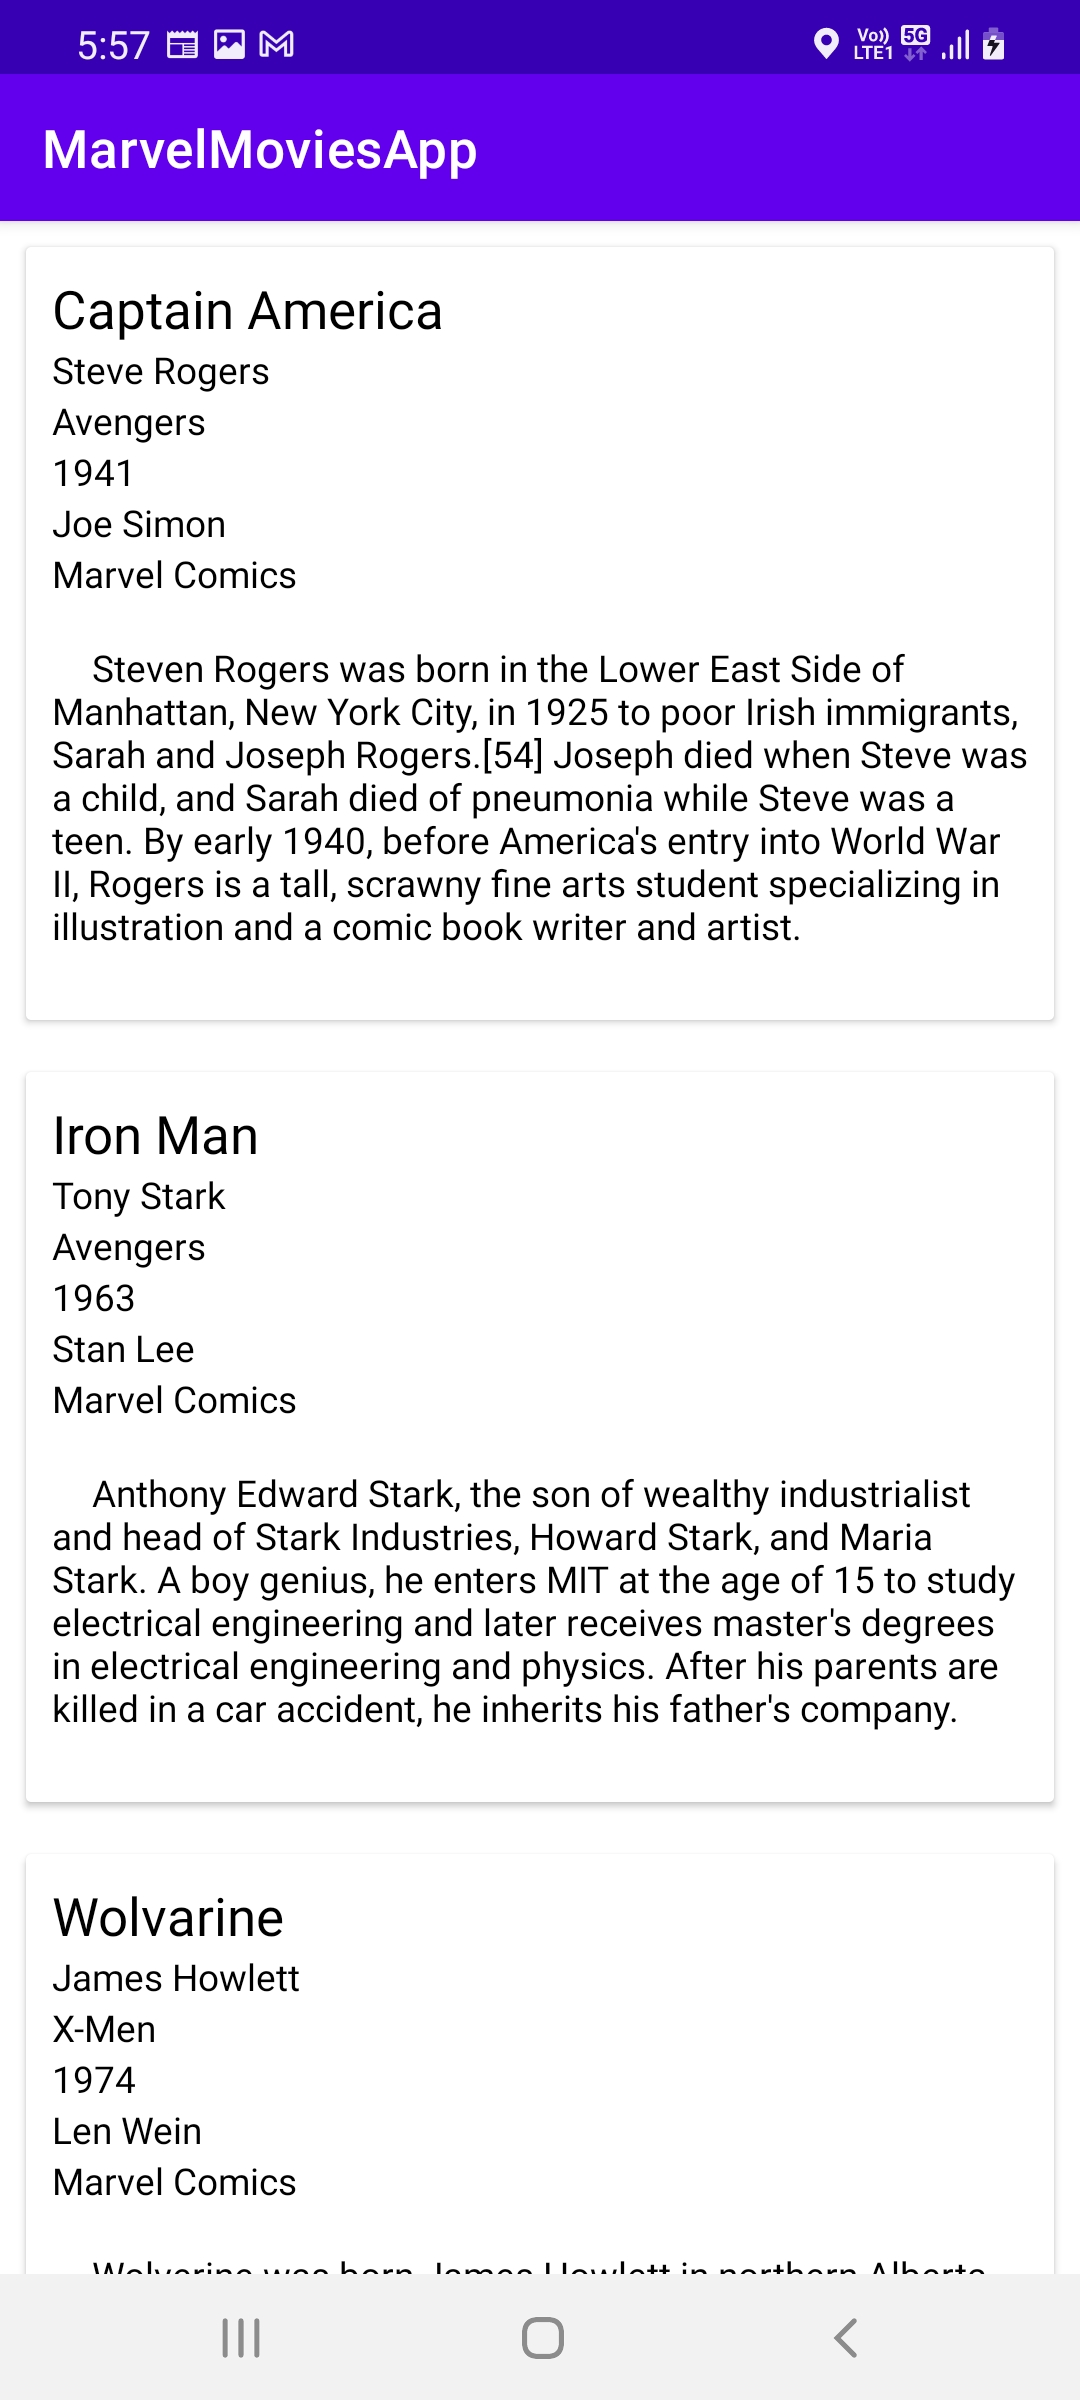 5:57
Vo)) LTE1 5G
MarvelMoviesApp
Captain America
Steve Rogers
Avengers
1941
Joe Simon
Marvel Comics
Steven Rogers was born in the Lower East Side of
Manhattan, New York City, in 1925 to poor Irish immigrants,
Sarah and Joseph Rogers.[54] Joseph died when Steve was
a child, and Sarah died of pneumonia while Steve was a
teen. By early 1940, before America's entry into World War
II, Rogers is a tall, scrawny fine arts student specializing in
illustration and a comic book writer and artist.
Iron Man
Tony Stark
Avengers
1963
Stan Lee
Marvel Comics
Anthony Edward Stark, the son of wealthy industrialist
and head of Stark Industries, Howard Stark, and Maria
Stark. A boy genius, he enters MIT at the age of 15 to study
electrical engineering and later receives master's degrees
in electrical engineering and physics. After his parents are
killed in a car accident, he inherits his father's company.
Wolvarine
James Howlett
X-Men
1974
Len Wein
Marvel Comics
Wolverine was born James Howlett in northern Alberta